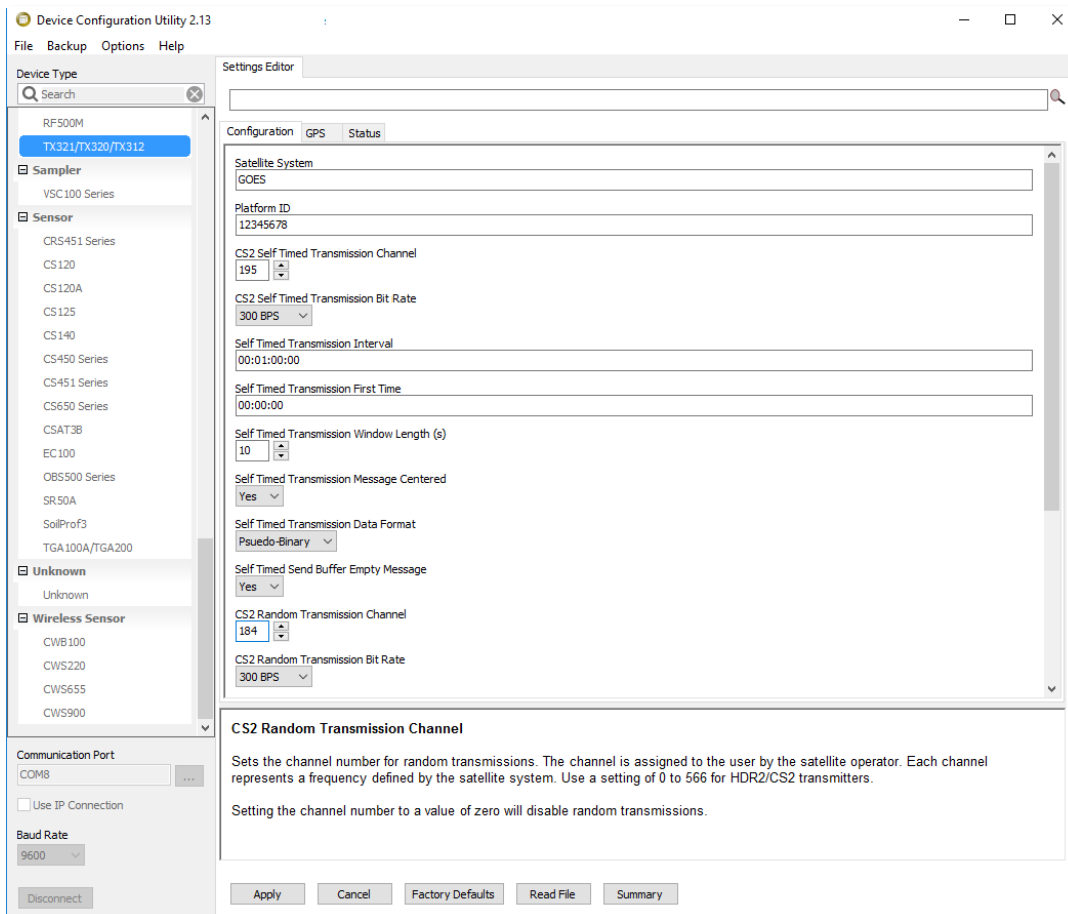 Device Configuration Utility 2.13
File Backup Options Help
Device Type
Search
RF500M
TX321/TX320/TX312
Sampler
VSC100 Series
Sensor
CRS451 Series
CS120
CS120A
CS125
CS140
CS450 Series
CS451 Series
CS650 Series
CSAT3B
EC100
OBS500 Series
SR50A
SoilProf3
TGA100A/TGA200
Unknown
Unknown
Wireless Sensor
CWB100
CWS220
CWS655
CWS900
Communication Port
COM8
...
Use IP Connection
Baud Rate
9600
Disconnect
Settings Editor
Configuration GPS Status
Satellite System
GOES
Platform ID
12345678
CS2 Self Timed Transmission Channel
195
CS2 Self Timed Transmission Bit Rate
300 BPS
Self Timed Transmission Interval
00:01:00:00
Self Timed Transmission First Time
00:00:00
Self Timed Transmission Window Length (s)
10
Self Timed Transmission Message Centered
Yes
Self Timed Transmission Data Format
Psuedo-Binary
Self Timed Send Buffer Empty Message
Yes
CS2 Random Transmission Channel
184
CS2 Random Transmission Bit Rate
300 BPS
CS2 Random Transmission Channel
Sets the channel number for random transmissions. The channel is assigned to the user by the satellite operator. Each channel
represents a frequency defined by the satellite system. Use a setting of 0 to 566 for HDR2/CS2 transmitters.
Setting the channel number to a value of zero will disable random transmissions.
Apply Cancel Factory Defaults Read File Summary